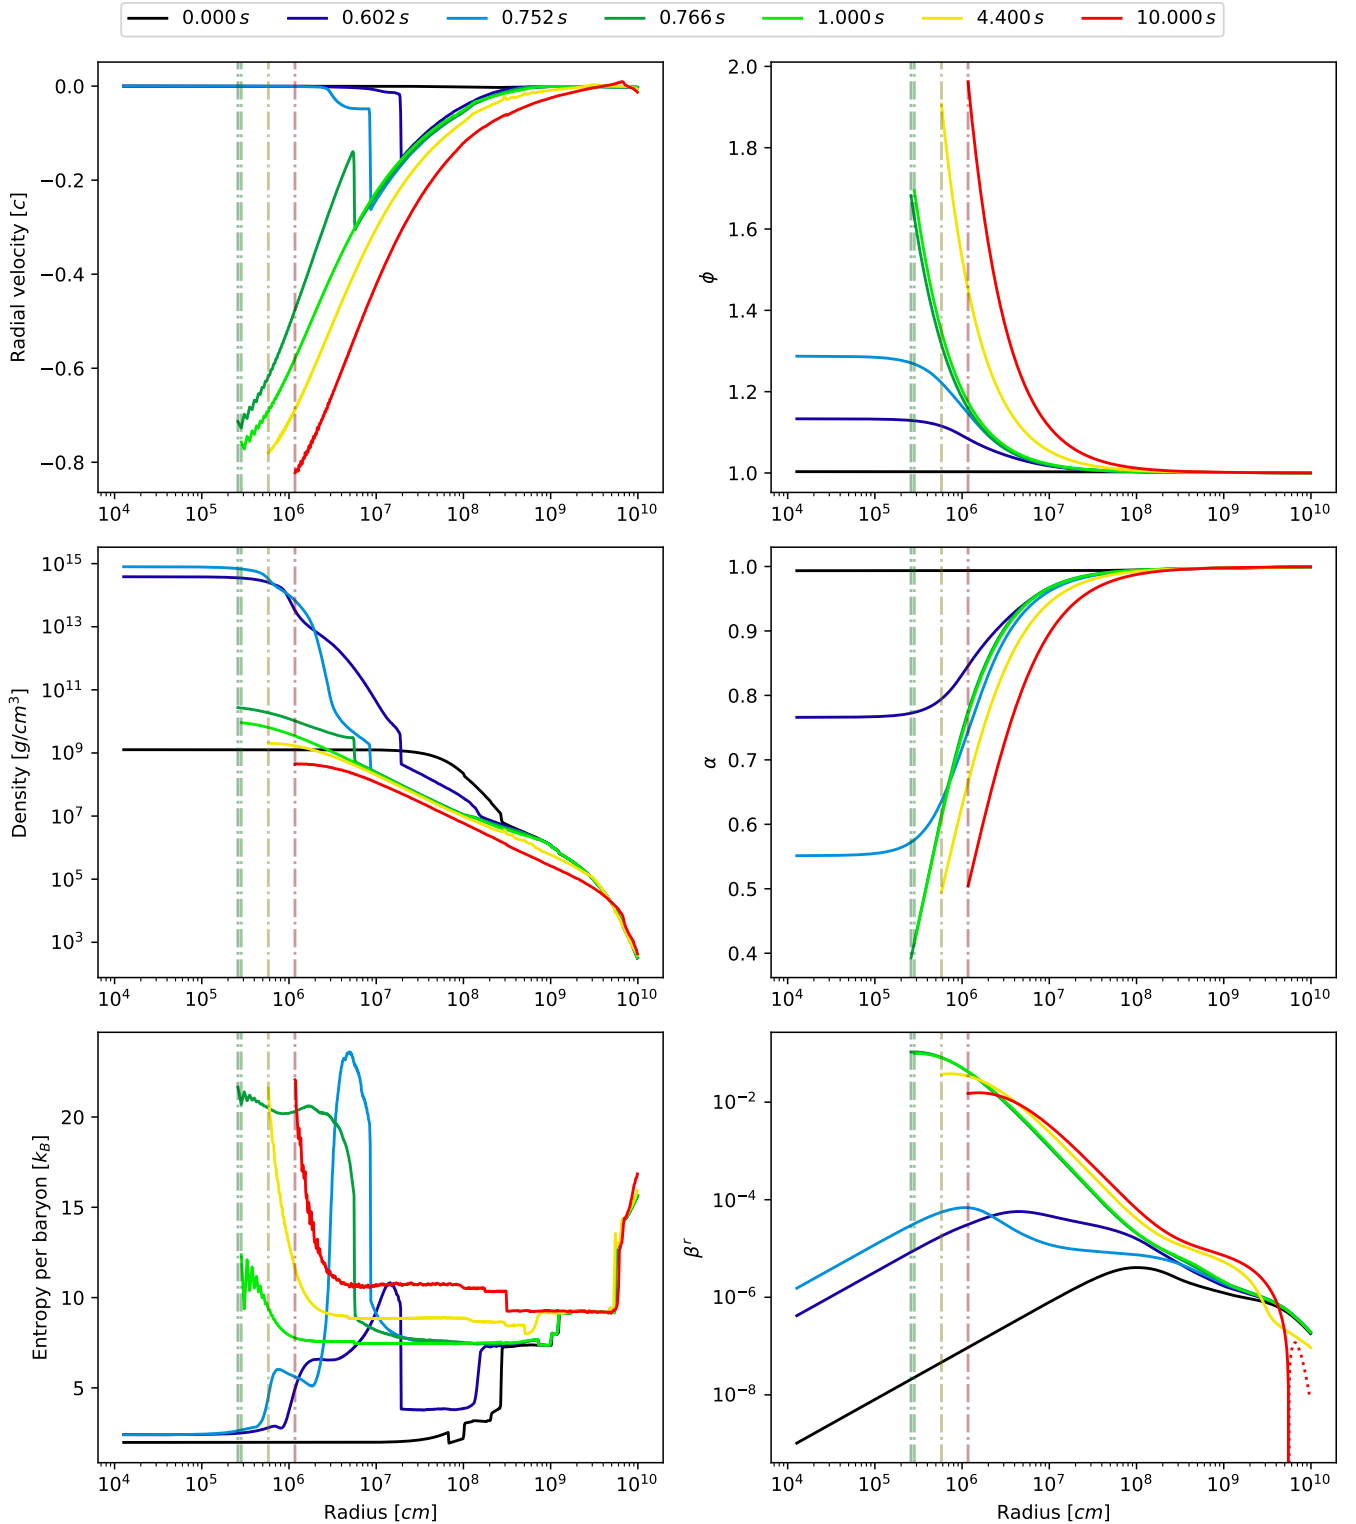 0.000 s 0.602 s 0.752 s 0.766 s 1.000 s 4.400 s 10.000 s
0.0
−0.2
−0.4
−0.6
−0.8
Radial velocity [c]
10^4 10^5 10^6 10^7 10^8 10^9 10^10
2.0
1.8
1.6
1.4
1.2
1.0
ϕ
10^4 10^5 10^6 10^7 10^8 10^9 10^10
10^15
10^13
10^11
10^9
10^7
10^5
10^3
Density [g/cm^3]
10^4 10^5 10^6 10^7 10^8 10^9 10^10
1.0
0.9
0.8
0.7
0.6
0.5
0.4
α
10^4 10^5 10^6 10^7 10^8 10^9 10^10
20
15
10
5
Entropy per baryon [k_B]
10^4 10^5 10^6 10^7 10^8 10^9 10^10
Radius [cm]
10^−2
10^−4
10^−6
10^−8
β^r
10^4 10^5 10^6 10^7 10^8 10^9 10^10
Radius [cm]